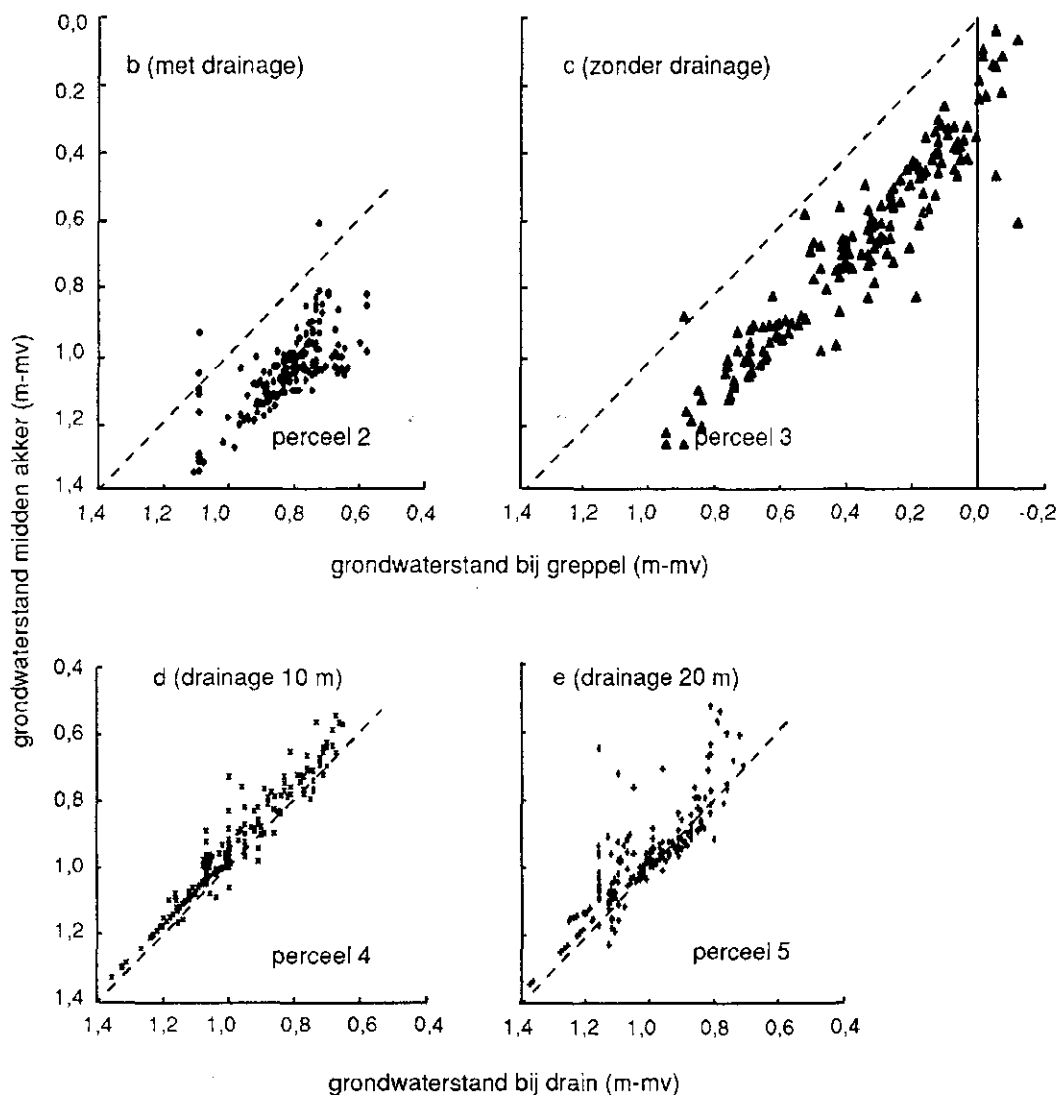 0,0
0,2
0,4
0,6
0,8
1,0
1,2
1,4
b (met drainage)
c (zonder drainage)
perceel 2
perceel 3
1,4 1,2 1,0 0,8 0,6 0,4
1,4 1,2 1,0 0,8 0,6 0,4 0,2 0,0 -0,2
grondwaterstand bij greppel (m-mv)
grondwaterstand midden akker (m-mv)
0,4
0,6
0,8
1,0
1,2
1,4
d (drainage 10 m)
e (drainage 20 m)
perceel 4
perceel 5
1,4 1,2 1,0 0,8 0,6 0,4
1,4 1,2 1,0 0,8 0,6 0,4
grondwaterstand bij drain (m-mv)